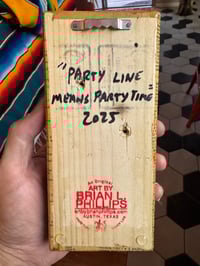 "PARTY LINE
MEANS PARTY TIME"
2025
An Original
ART BY
BRIAN L.
PHILLIPS
AUSTIN, TEXAS